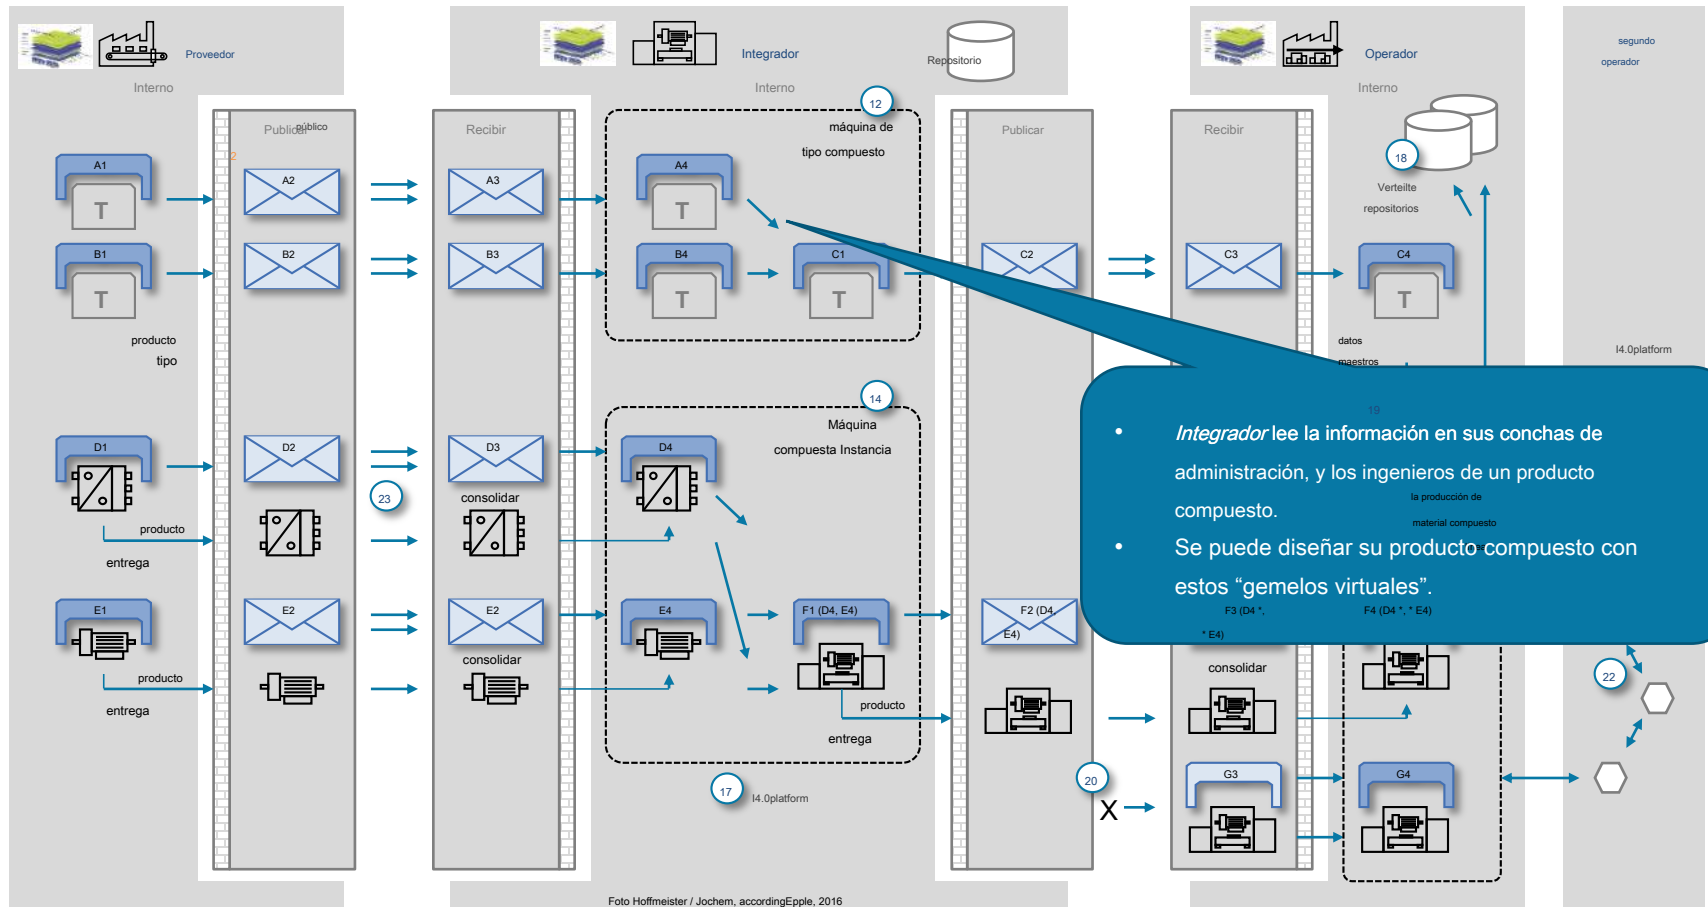 Proveedor
Integrador
Repositorio
Operador
segundo
operador
Interno
Interno
Interno
Publicar
público
Recibir
12
máquina de
tipo compuesto
Publicar
Recibir
2
18
Verteilte
repositorios
A1
T
A2
A3
A4
T
B1
T
B2
B3
B4
T
C1
T
C2
C3
C4
T
producto
tipo
datos
maestros
I4.0platform
14
Máquina
compuesta Instancia
19
• Integrador lee la información en sus conchas de
administración, y los ingenieros de un producto
compuesto.
la producción de
material compuesto
• Se puede diseñar su producto compuesto con
estos “gemelos virtuales”.
D1
D2
D3
D4
23
consolidar
producto
entrega
E1
E2
E2
E4
F1 (D4, E4)
F2 (D4,
E4)
F3 (D4 *,
* E4)
F4 (D4 *, * E4)
consolidar
consolidar
22
producto
entrega
producto
entrega
17
I4.0platform
20
X
G3
G4
Foto Hoffmeister / Jochem, accordingEpple, 2016